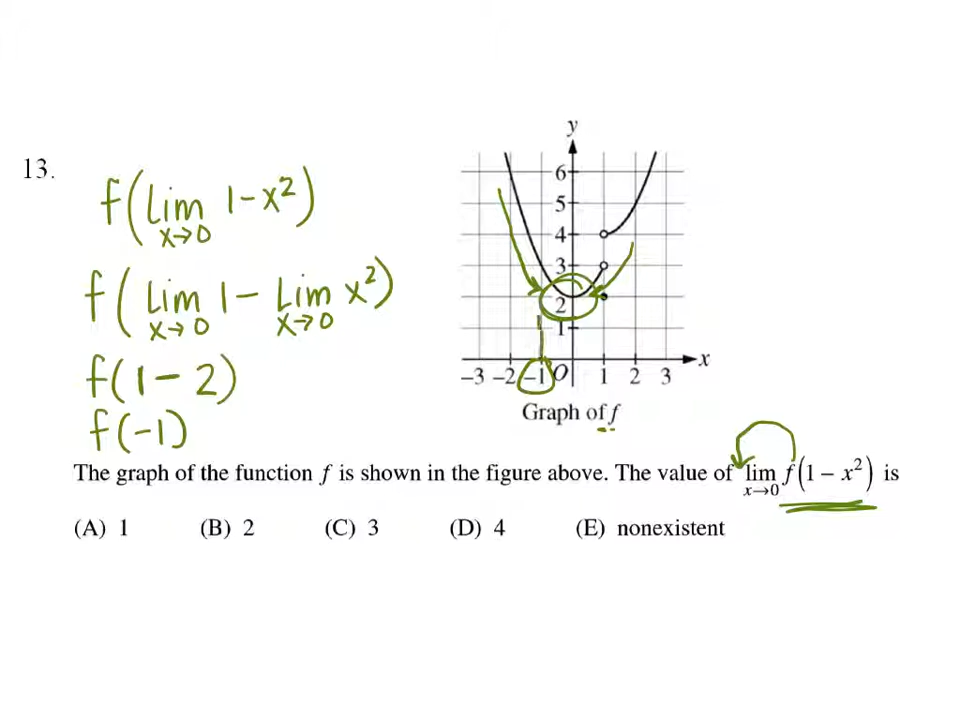 13.
f(Lim x→0 1-x²)
f(Lim x→0 1 - Lim x→0 x²)
f(1-2)
f(-1)
y
6
5
4
3
2
1
-3 -2 -1 O 1 2 3 x
Graph of f
The graph of the function f is shown in the figure above. The value of lim x→0 f(1 − x²) is
(A) 1 (B) 2 (C) 3 (D) 4 (E) nonexistent